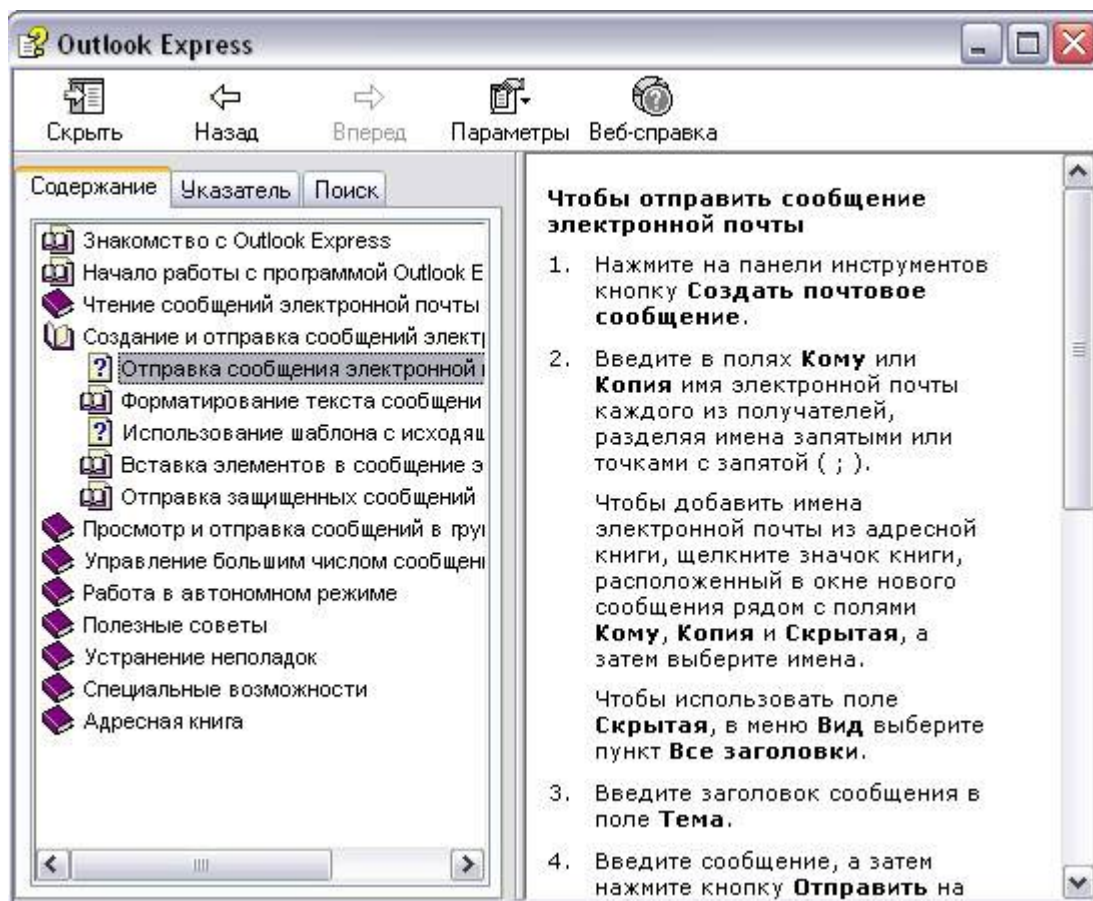 Outlook Express
Скрыть Назад Вперед Параметры Веб-справка
Содержание Указатель Поиск
Знакомство с Outlook Express
Начало работы с программой Outlook E
Чтение сообщений электронной почты
Создание и отправка сообщений элект
Отправка сообщения электронной
Форматирование текста сообщени
Использование шаблона с исходящ
Вставка элементов в сообщение э
Отправка защищенных сообщений
Просмотр и отправка сообщений в гру
Управление большим числом сообщен
Работа в автономном режиме
Полезные советы
Устранение неполадок
Специальные возможности
Адресная книга
Чтобы отправить сообщение
электронной почты
1. Нажмите на панели инструментов
кнопку Создать почтовое
сообщение.
2. Введите в полях Кому или
Копия имя электронной почты
каждого из получателей,
разделяя имена запятыми или
точками с запятой ( ; ).
Чтобы добавить имена
электронной почты из адресной
книги, щелкните значок книги,
расположенный в окне нового
сообщения рядом с полями
Кому, Копия и Скрытая, а
затем выберите имена.
Чтобы использовать поле
Скрытая, в меню Вид выберите
пункт Все заголовки.
3. Введите заголовок сообщения в
поле Тема.
4. Введите сообщение, а затем
нажмите кнопку Отправить на